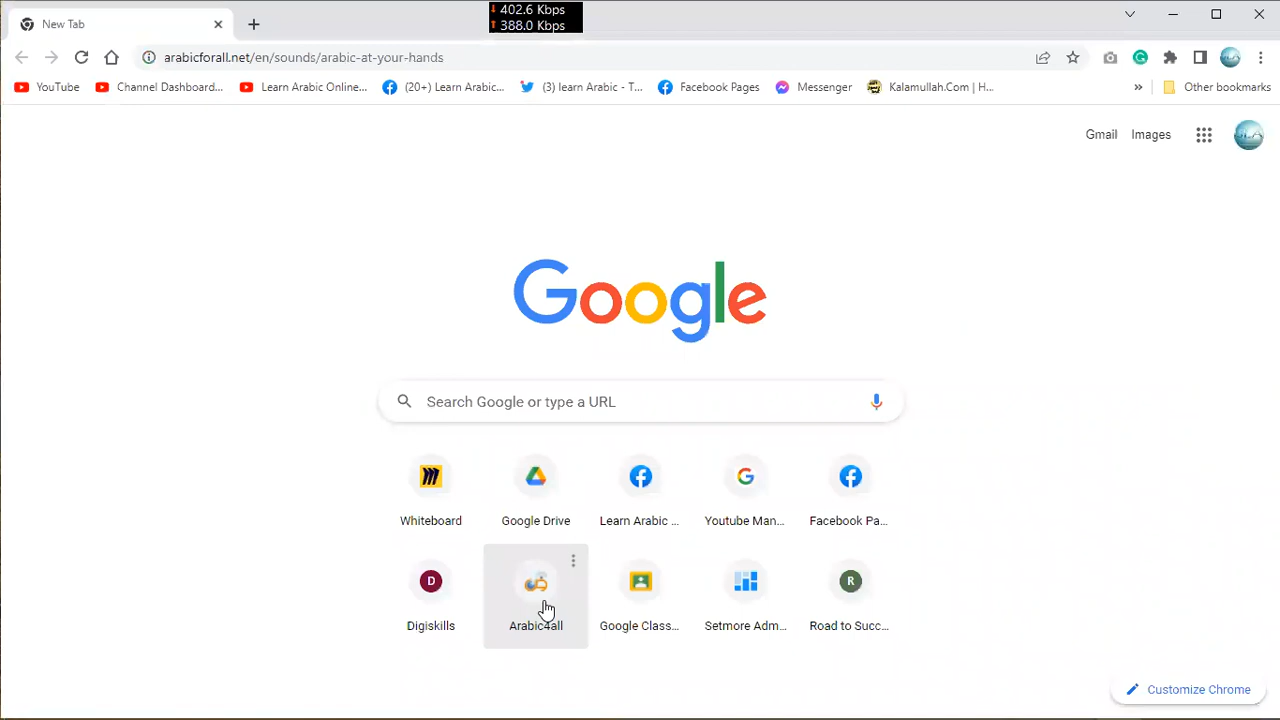 402.6 Kbps
388.0 Kbps
New Tab
arabicforall.net/en/sounds/arabic-at-your-hands
YouTube
Channel Dashboard...
Learn Arabic Online...
(20+) Learn Arabic...
(3) learn Arabic - T...
Facebook Pages
Messenger
Kalamullah.Com | H...
»
Other bookmarks
Gmail
Images
Google
Search Google or type a URL
Whiteboard
Google Drive
Learn Arabic ...
Youtube Man...
Facebook Pa...
D
R
Digiskills
Arabic4all
Google Class...
Setmore Adm...
Road to Succ...
Customize Chrome